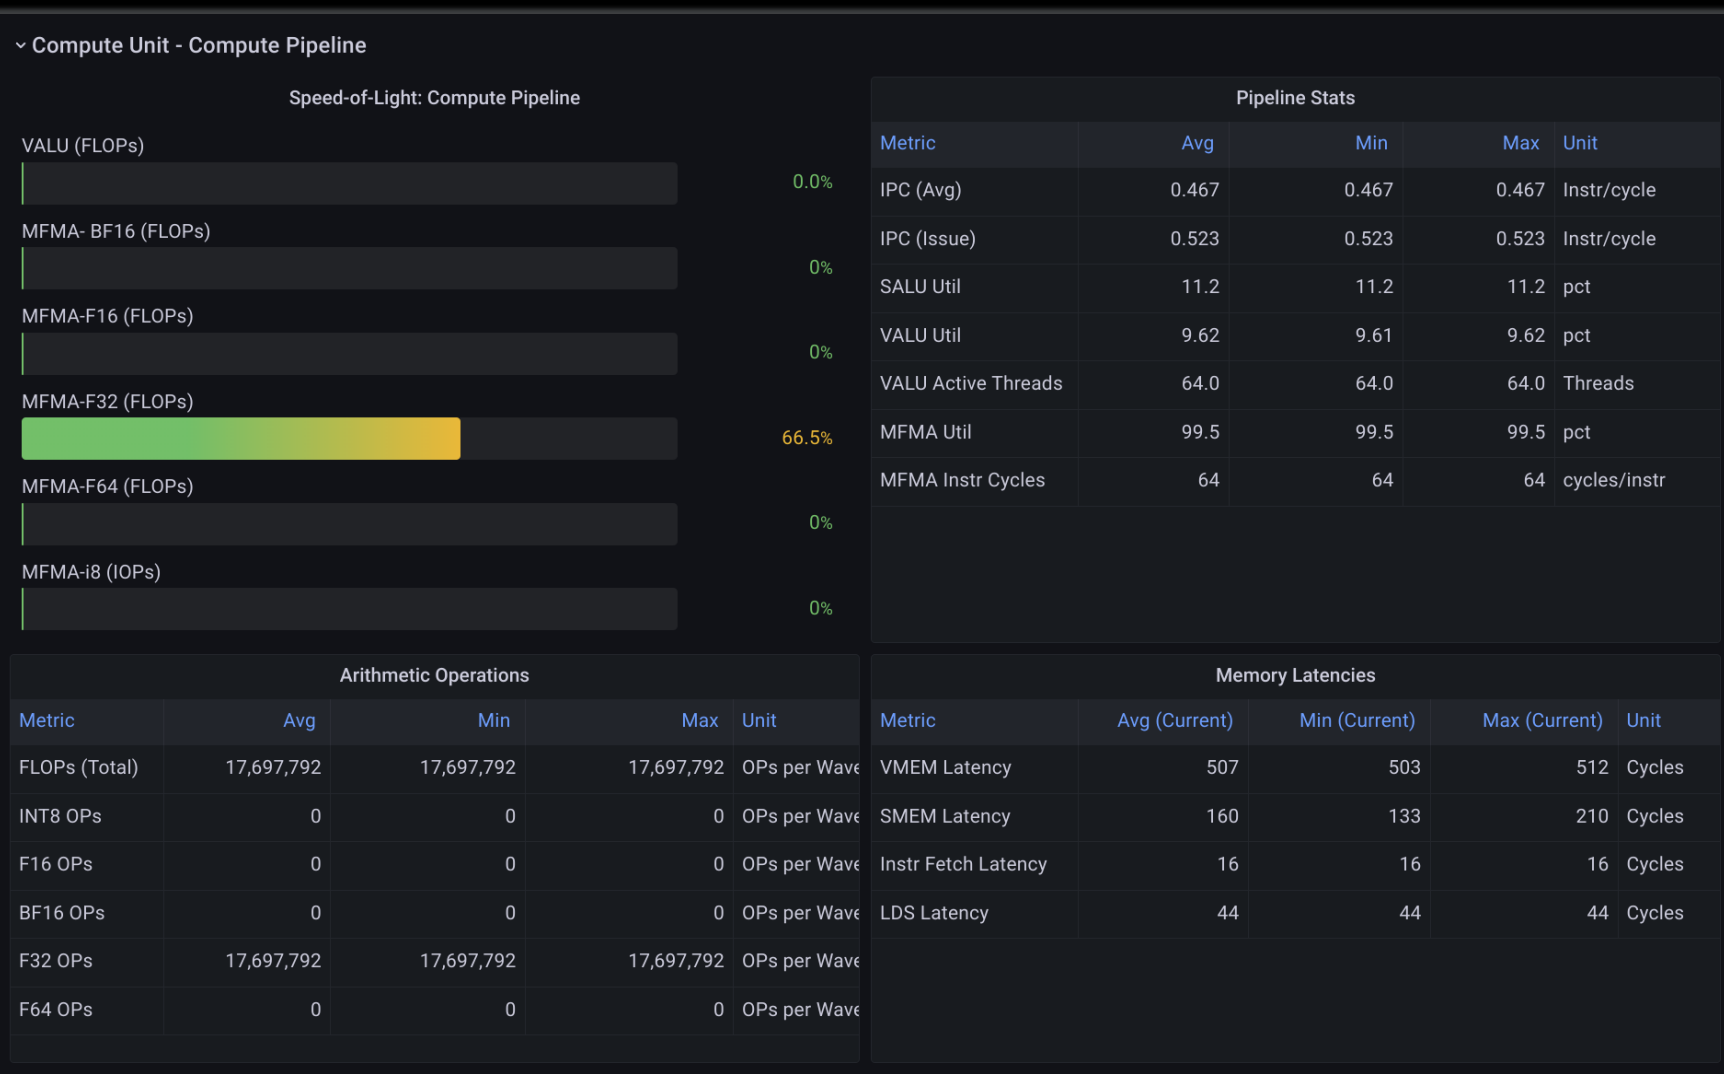 Compute Unit - Compute Pipeline
Speed-of-Light: Compute Pipeline
VALU (FLOPs)
0.0%
MFMA- BF16 (FLOPs)
0%
MFMA-F16 (FLOPs)
0%
MFMA-F32 (FLOPs)
66.5%
MFMA-F64 (FLOPs)
0%
MFMA-i8 (IOPs)
0%
Pipeline Stats
Metric Avg Min Max Unit
IPC (Avg) 0.467 0.467 0.467 Instr/cycle
IPC (Issue) 0.523 0.523 0.523 Instr/cycle
SALU Util 11.2 11.2 11.2 pct
VALU Util 9.62 9.61 9.62 pct
VALU Active Threads 64.0 64.0 64.0 Threads
MFMA Util 99.5 99.5 99.5 pct
MFMA Instr Cycles 64 64 64 cycles/instr
Arithmetic Operations
Metric Avg Min Max Unit
FLOPs (Total) 17,697,792 17,697,792 17,697,792 OPs per Wave
INT8 OPs 0 0 0 OPs per Wave
F16 OPs 0 0 0 OPs per Wave
BF16 OPs 0 0 0 OPs per Wave
F32 OPs 17,697,792 17,697,792 17,697,792 OPs per Wave
F64 OPs 0 0 0 OPs per Wave
Memory Latencies
Metric Avg (Current) Min (Current) Max (Current) Unit
VMEM Latency 507 503 512 Cycles
SMEM Latency 160 133 210 Cycles
Instr Fetch Latency 16 16 16 Cycles
LDS Latency 44 44 44 Cycles